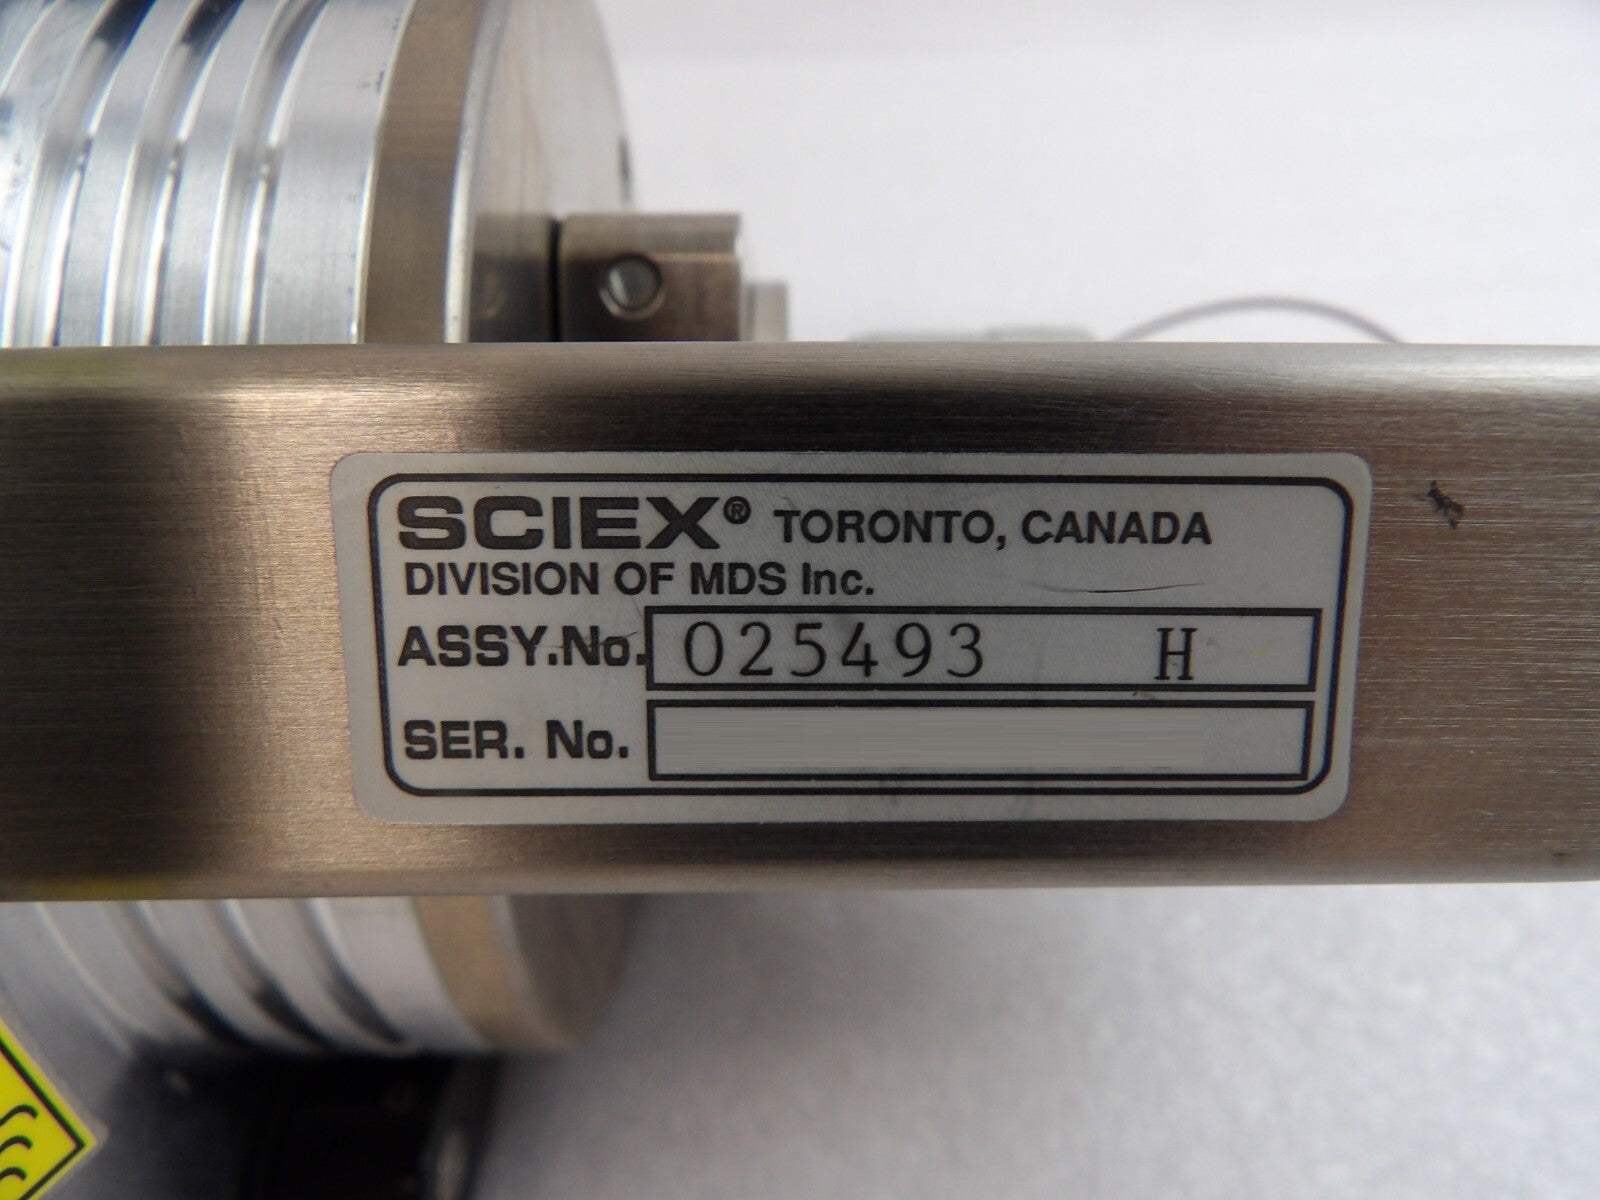 SCIEX® TORONTO, CANADA
DIVISION OF MDS Inc.
ASSY.No. 025493 H
SER. No.